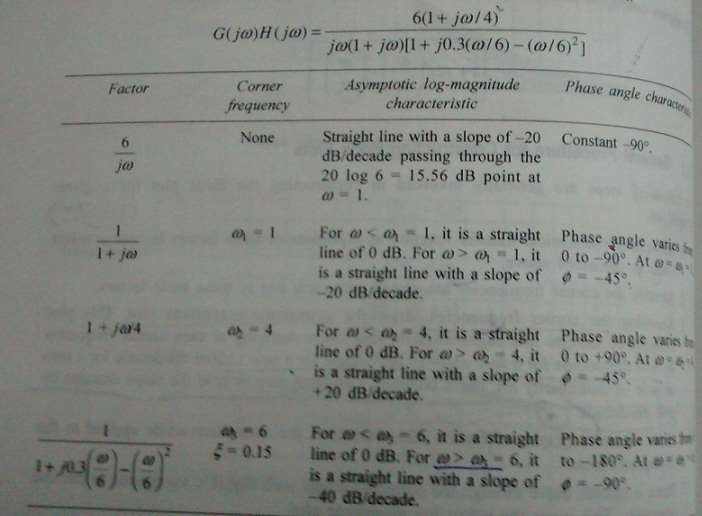 G(jω)H(jω) = 6(1 + jω/4) / jω(1 + jω)[1 + j0.3(ω/6) – (ω/6)²]
Factor Corner frequency Asymptotic log-magnitude characteristic Phase angle
6/jω None Straight line with a slope of –20 Constant –90°.
dB/decade passing through the
20 log 6 = 15.56 dB point at
ω = 1.
1/(1 + jω) ω₁ = 1 For ω < ω₁ = 1, it is a straight Phase angle varies
line of 0 dB. For ω > ω₁ = 1, it 0 to –90°. At ω = ω₁
is a straight line with a slope of ϕ = –45°.
–20 dB/decade.
1 + jω/4 ω₂ = 4 For ω < ω₂ = 4, it is a straight Phase angle varies
line of 0 dB. For ω > ω₂ = 4, it 0 to +90°. At ω =
is a straight line with a slope of ϕ = –45°.
+20 dB/decade.
1/(1 + j0.3(ω/6) – (ω/6)²) ω₃ = 6 For ω < ω₃ = 6, it is a straight Phase angle varies
ξ = 0.15 line of 0 dB. For ω > ω₃ = 6, it to –180°. At ω =
is a straight line with a slope of ϕ = –90°.
–40 dB/decade.